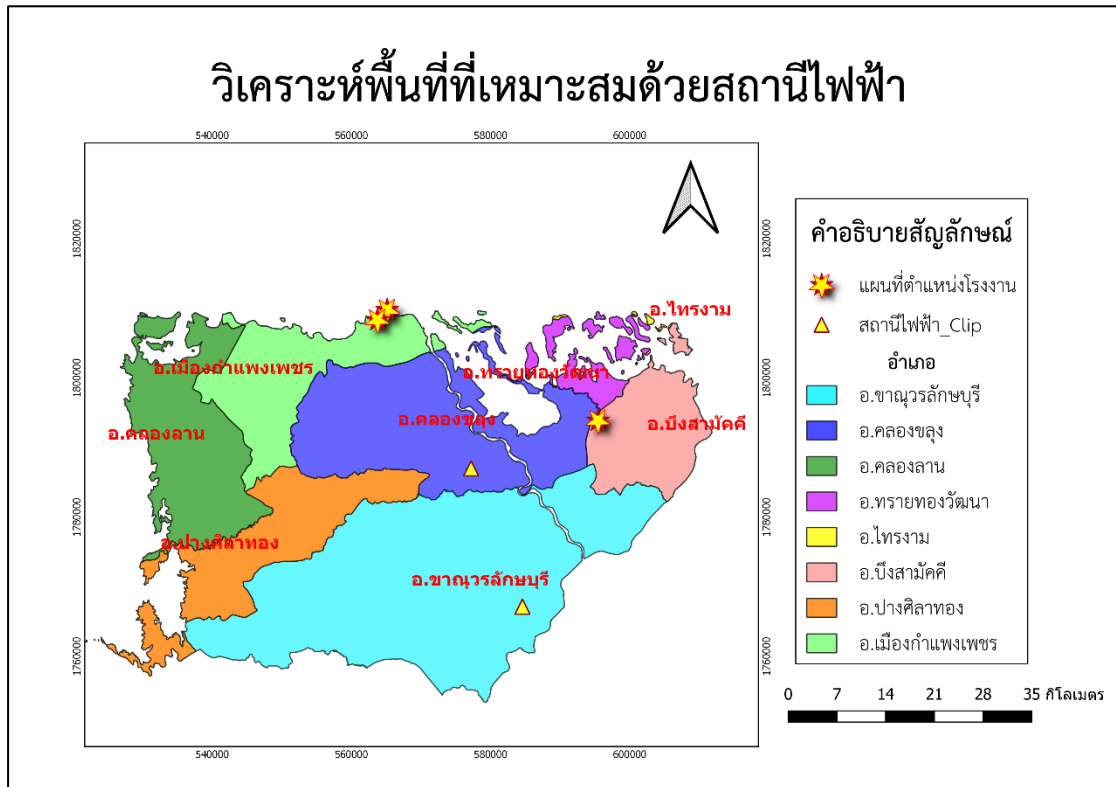 วิเคราะห์พื้นที่ที่เหมาะสมด้วยสถานีไฟฟ้า
540000 560000 580000 600000
1820000 1820000
คำอธิบายสัญลักษณ์
แผนที่ตำแหน่งโรงงาน
สถานีไฟฟ้า_Clip
อำเภอ
อ.ขาณุวรลักษบุรี
อ.คลองขลุง
อ.คลองลาน
อ.ทรายทองวัฒนา
อ.ไทรงาม
อ.บึงสามัคคี
อ.ปางศิลาทอง
อ.เมืองกำแพงเพชร
อ.ไทรงาม
1800000 1800000
อ.เมืองกำแพงเพชร
อ.ทรายทองวัฒนา
อ.คลองลาน
อ.คลองขลุง
อ.บึงสามัคคี
1780000 1780000
อ.ปางศิลาทอง
อ.ขาณุวรลักษบุรี
1760000 1760000
0 7 14 21 28 35 กิโลเมตร
540000 560000 580000 600000